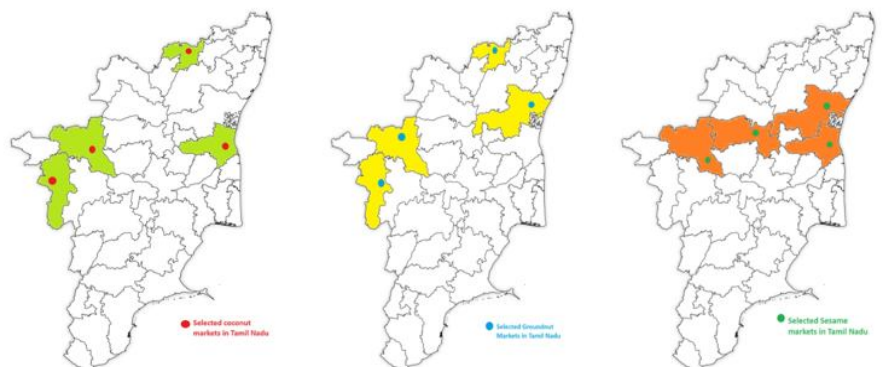 Selected coconut
markets in Tamil Nadu
Selected Groundnut
Markets in Tamil Nadu
Selected Sesame
markets in Tamil Nadu